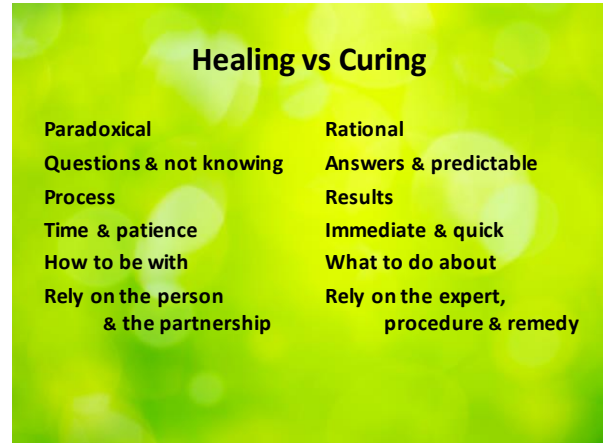 Healing vs Curing
Paradoxical
Questions & not knowing
Process
Time & patience
How to be with
Rely on the person
& the partnership
Rational
Answers & predictable
Results
Immediate & quick
What to do about
Rely on the expert,
procedure & remedy